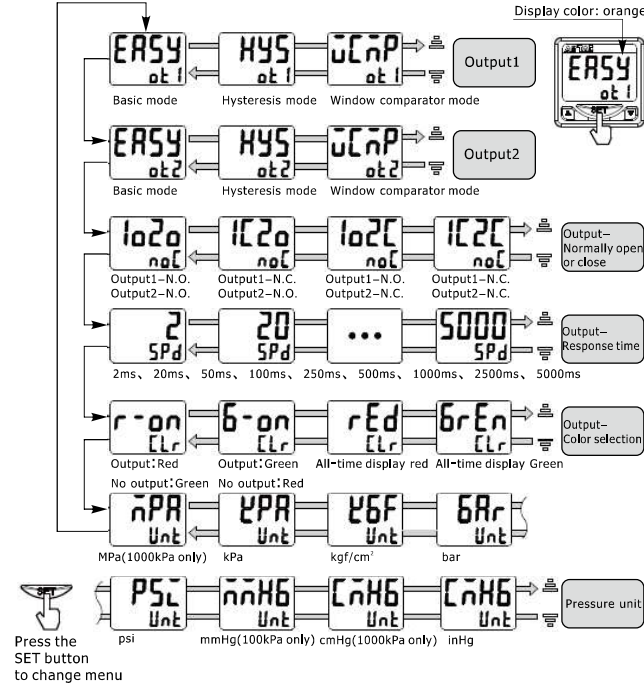 Display color: orange
EASY HYS WCMP
ot1 ot1 ot1
Output1
Basic mode Hysteresis mode Window comparator mode
EASY
ot1
SET
EASY HYS WCMP
ot2 ot2 ot2
Output2
Basic mode Hysteresis mode Window comparator mode
1o2o 1C2o 1o2C 1C2C
noC noC noC noC
Output—
Normally open
or close
Output1—N.O. Output1—N.C. Output1—N.O. Output1—N.C.
Output2—N.O. Output2—N.O. Output2—N.C. Output2—N.C.
2 20 ... 5000
SPd SPd SPd
Output—
Response time
2ms、 20ms、 50ms、 100ms、 250ms、 500ms、 1000ms、 2500ms、 5000ms
r-on G-on rEd GrEn
CLr CLr CLr CLr
Output—
Color selection
Output:Red Output:Green All-time display red All-time display Green
No output:Green No output:Red
MPA KPA KGF bAr
Unt Unt Unt Unt
MPa(1000kPa only) kPa kgf/cm² bar
PSi mmHG CmHG CmHG
Unt Unt Unt Unt
Pressure unit
psi mmHg(100kPa only) cmHg(1000kPa only) inHg
SET
Press the
SET button
to change menu